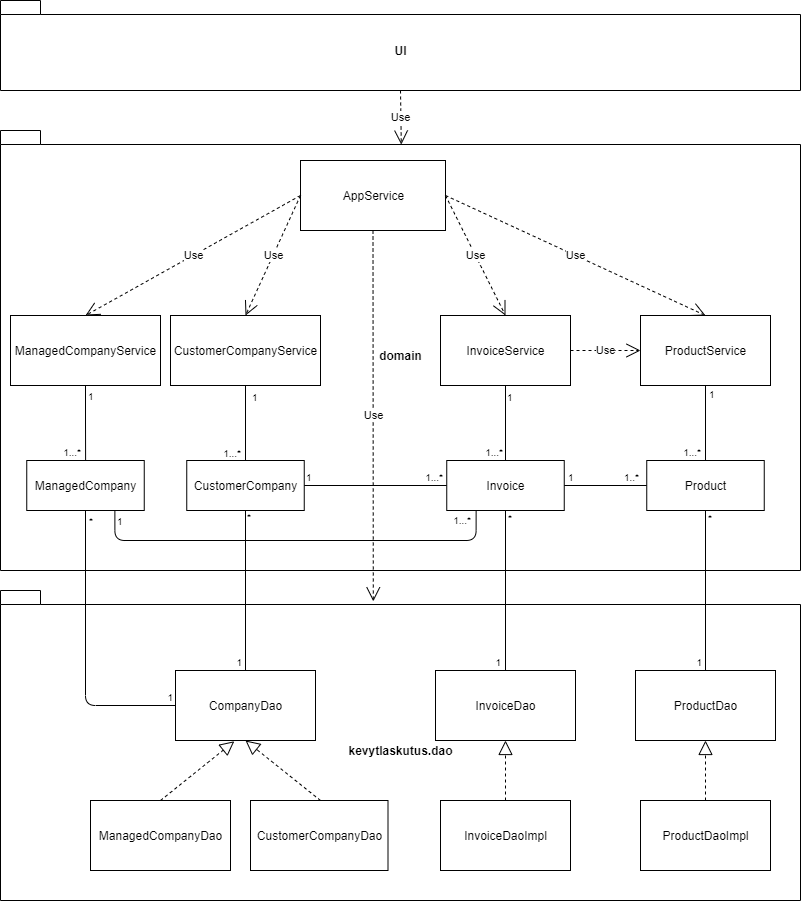 UI
Use
AppService
Use
Use
Use
Use
ManagedCompanyService
CustomerCompanyService
domain
InvoiceService
Use
ProductService
1
1
1
1
Use
1...*
1...*
1...*
1...*
ManagedCompany
CustomerCompany
1
1...*
Invoice
1
1..*
Product
*
1
*
1...*
*
*
1
1
1
1
CompanyDao
InvoiceDao
ProductDao
kevytlaskutus.dao
ManagedCompanyDao
CustomerCompanyDao
InvoiceDaoImpl
ProductDaoImpl